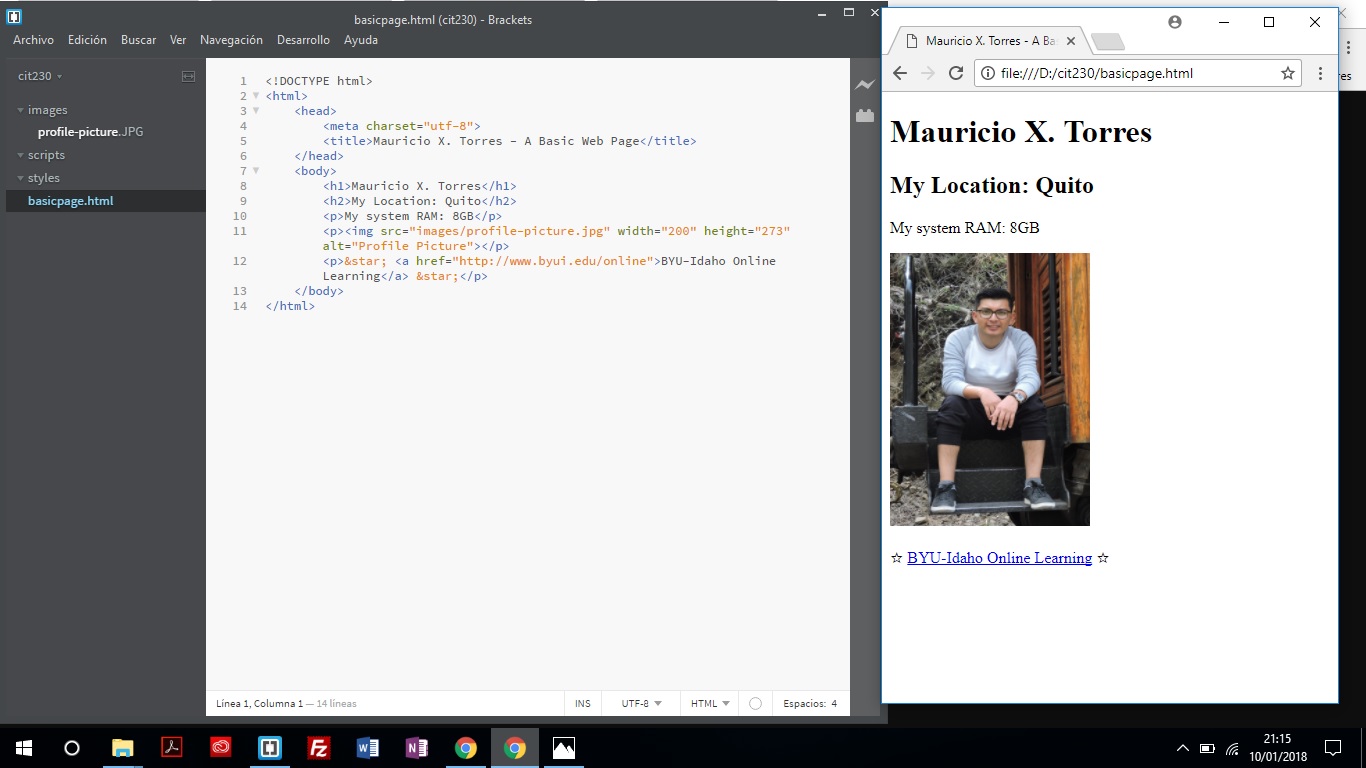 basicpage.html (cit230) - Brackets
Archivo Edición Buscar Ver Navegación Desarrollo Ayuda
cit230
images
profile-picture.JPG
scripts
styles
basicpage.html
1 <!DOCTYPE html>
2 <html>
3 <head>
4 <meta charset="utf-8">
5 <title>Mauricio X. Torres - A Basic Web Page</title>
6 </head>
7 <body>
8 <h1>Mauricio X. Torres</h1>
9 <h2>My Location: Quito</h2>
10 <p>My system RAM: 8GB</p>
11 <p><img src="images/profile-picture.jpg" width="200" height="273"
alt="Profile Picture"></p>
12 <p>&star; <a href="http://www.byui.edu/online">BYU-Idaho Online
Learning</a> &star;</p>
13 </body>
14 </html>
Línea 1, Columna 1 — 14 líneas INS UTF-8 HTML Espacios: 4
Mauricio X. Torres - A Ba
file:///D:/cit230/basicpage.html
Mauricio X. Torres
My Location: Quito
My system RAM: 8GB
☆ BYU-Idaho Online Learning ☆
21:15
10/01/2018